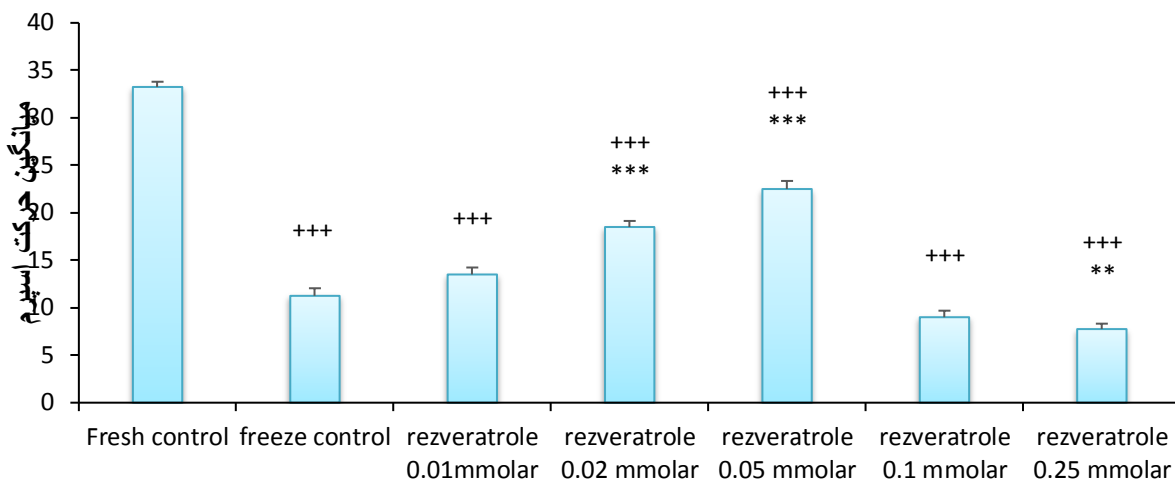 40
35
30
25
20
15
10
5
0
میانگین حرکت اسپرم
+++
+++
+++
***
+++
***
+++
+++
**
Fresh control
freeze control
rezveratrole
0.01mmolar
rezveratrole
0.02 mmolar
rezveratrole
0.05 mmolar
rezveratrole
0.1 mmolar
rezveratrole
0.25 mmolar